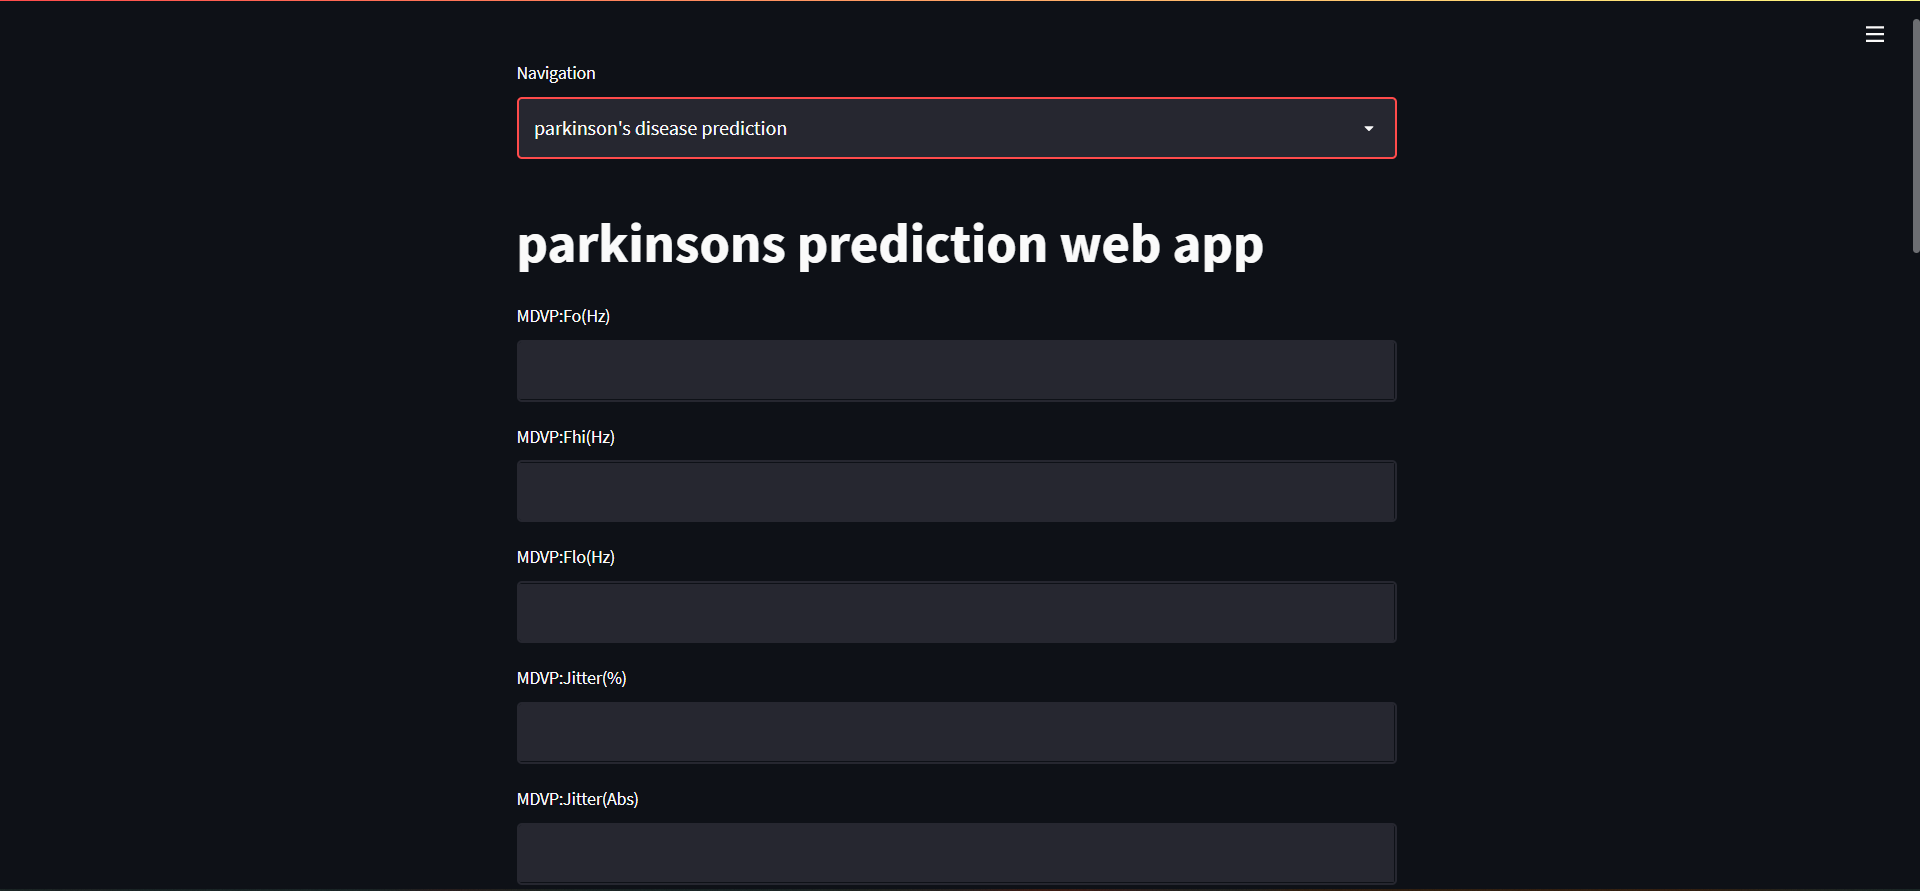 Navigation
parkinson's disease prediction
parkinsons prediction web app
MDVP:Fo(Hz)
MDVP:Fhi(Hz)
MDVP:Flo(Hz)
MDVP:Jitter(%)
MDVP:Jitter(Abs)